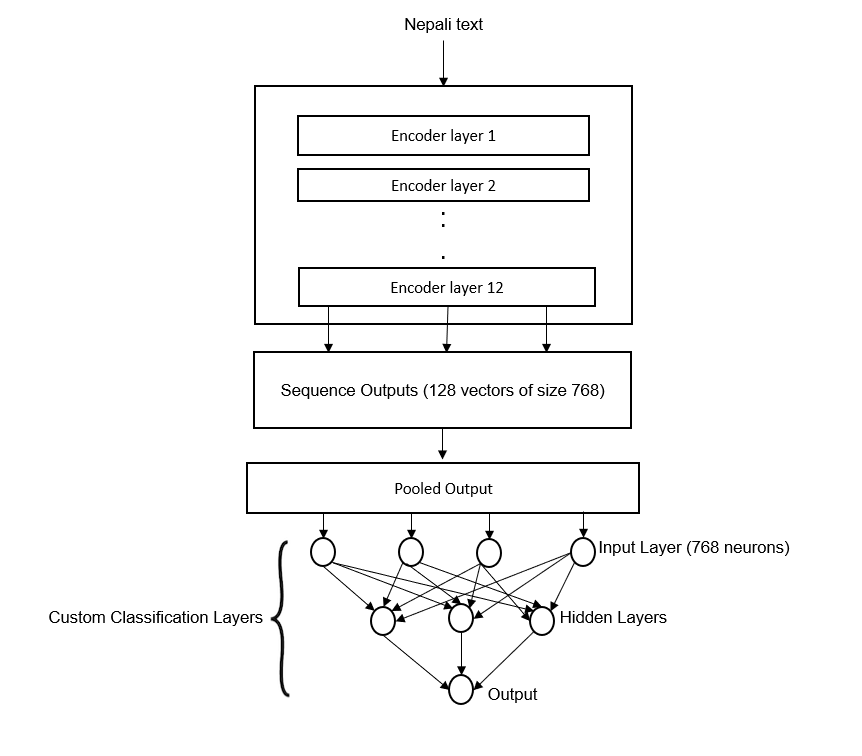 Nepali text
Encoder layer 1
Encoder layer 2
.
.
.
Encoder layer 12
Sequence Outputs (128 vectors of size 768)
Pooled Output
Input Layer (768 neurons)
Custom Classification Layers
Hidden Layers
Output